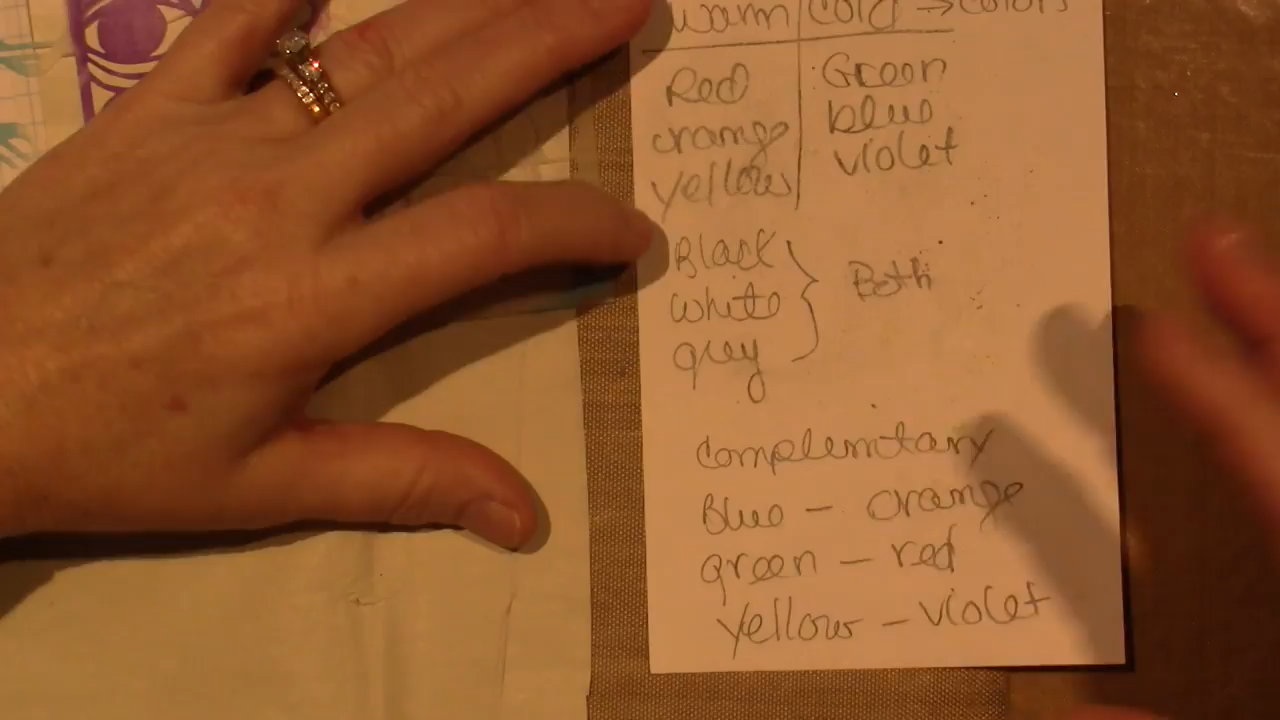 warm | cold → colors
Red | Green
orange | blue
yellow | violet
Black
white } Both
grey
complemtary
Blue - orange
green - red
yellow - violet